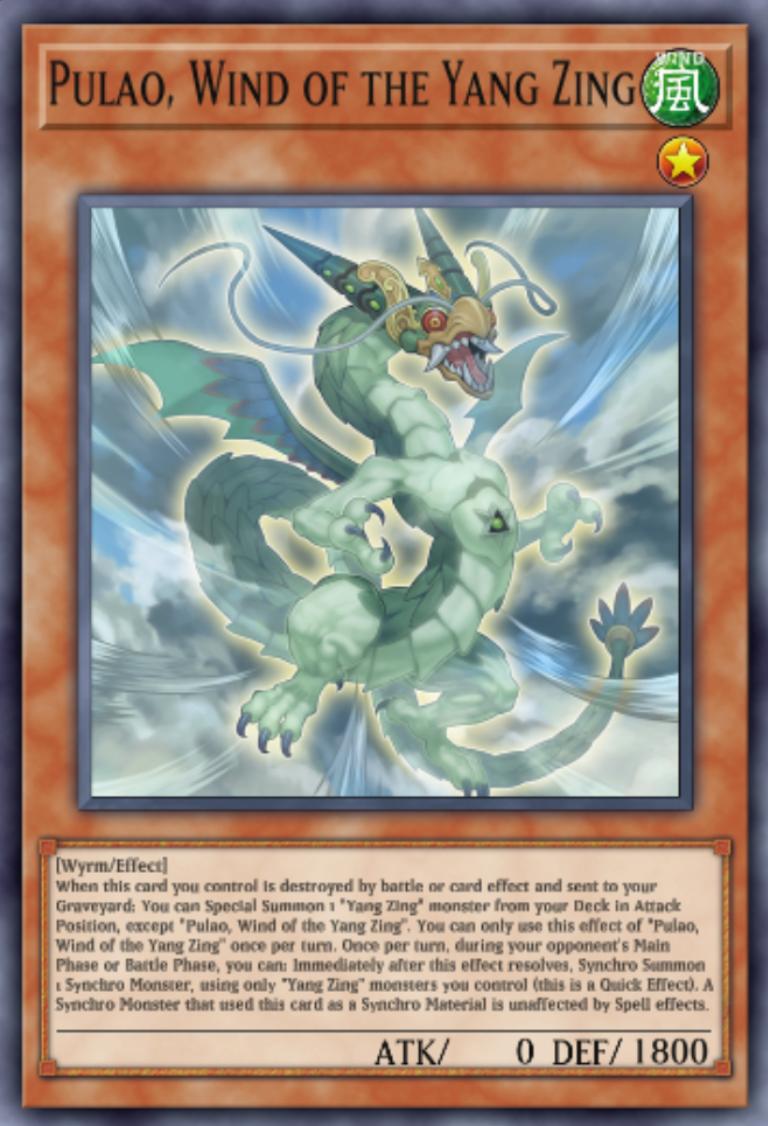 PULAO, WIND OF THE YANG ZING
WIND
風
[Wyrm/Effect]
When this card you control is destroyed by battle or card effect and sent to your
Graveyard: You can Special Summon 1 "Yang Zing" monster from your Deck in Attack
Position, except "Pulao, Wind of the Yang Zing". You can only use this effect of "Pulao,
Wind of the Yang Zing" once per turn. Once per turn, during your opponent's Main
Phase or Battle Phase, you can: Immediately after this effect resolves, Synchro Summon
1 Synchro Monster, using only "Yang Zing" monsters you control (this is a Quick Effect). A
Synchro Monster that used this card as a Synchro Material is unaffected by Spell effects.
ATK/ 0 DEF/ 1800